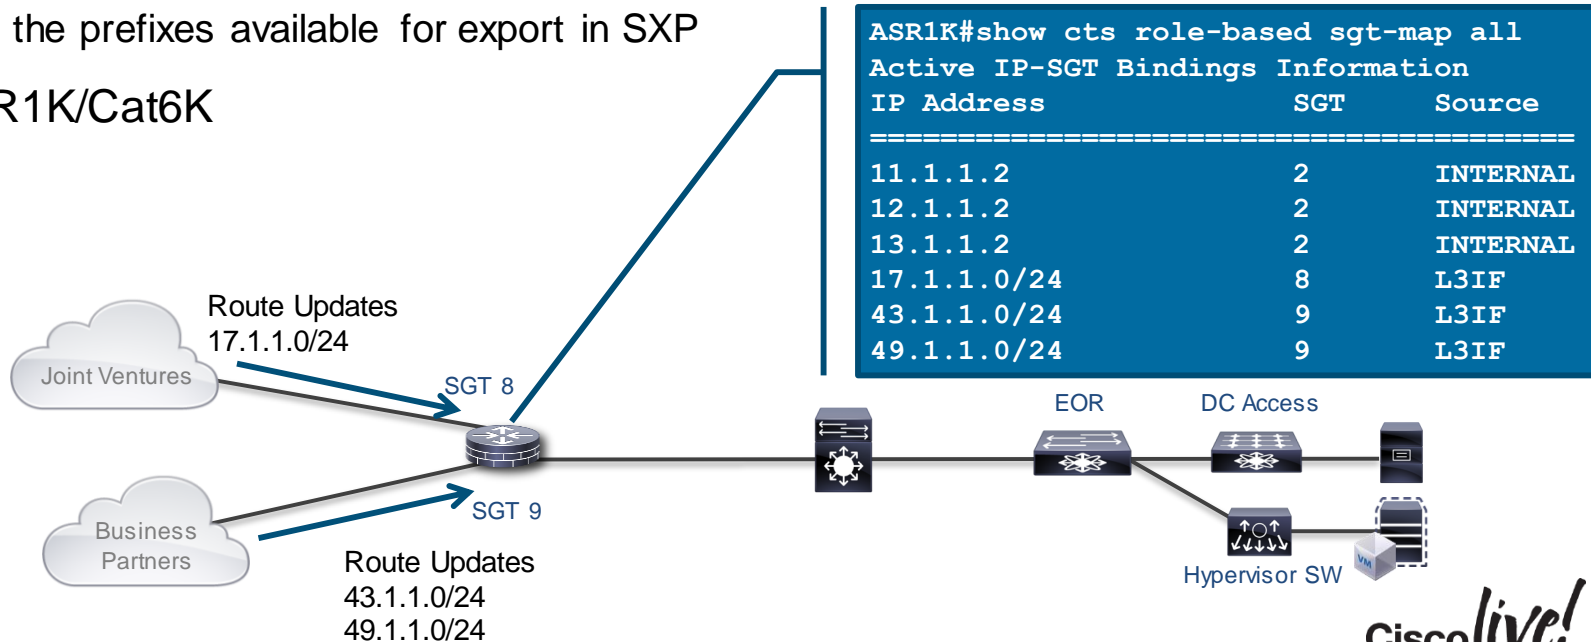 the prefixes available for export in SXP
R1K/Cat6K
ASR1K#show cts role-based sgt-map all
Active IP-SGT Bindings Information
IP Address SGT Source
========================================
11.1.1.2 2 INTERNAL
12.1.1.2 2 INTERNAL
13.1.1.2 2 INTERNAL
17.1.1.0/24 8 L3IF
43.1.1.0/24 9 L3IF
49.1.1.0/24 9 L3IF
Route Updates
17.1.1.0/24
Joint Ventures
SGT 8
EOR
DC Access
Business
Partners
SGT 9
Route Updates
43.1.1.0/24
49.1.1.0/24
VM
Hypervisor SW
Cisco live!